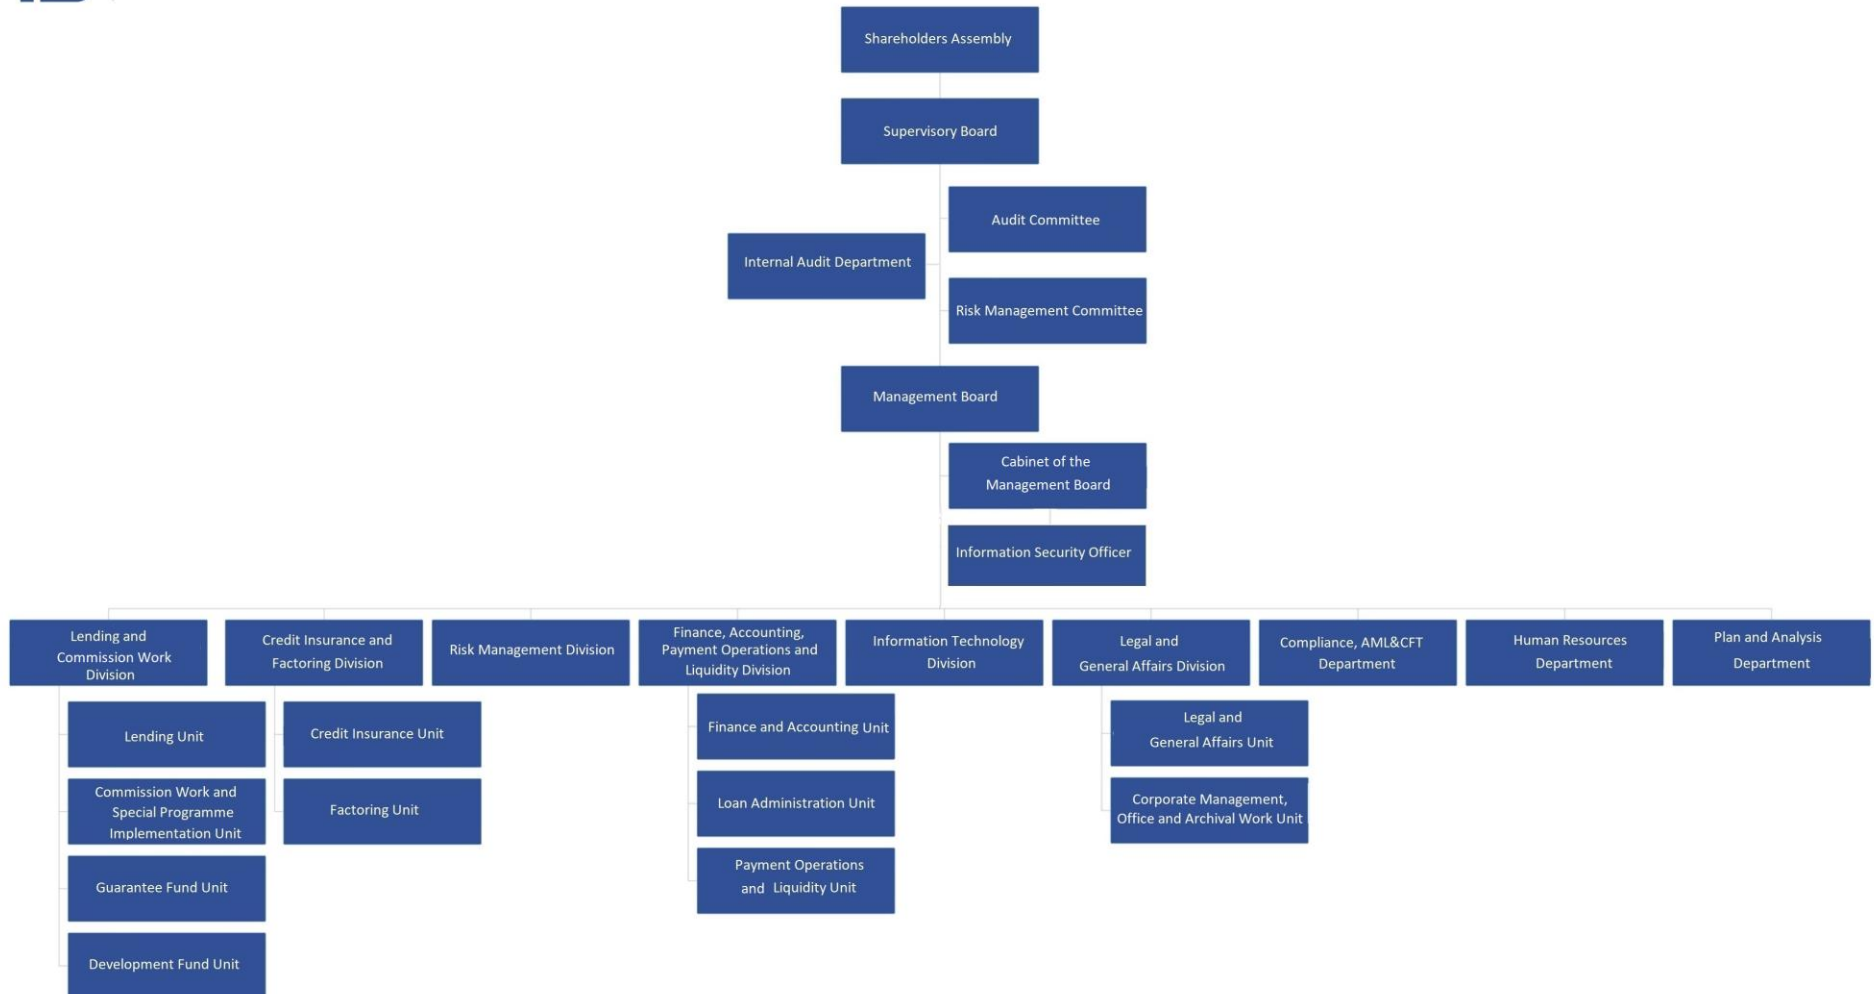 Shareholders Assembly
Supervisory Board
Audit Committee
Internal Audit Department
Risk Management Committee
Management Board
Cabinet of the
Management Board
Information Security Officer
Lending and
Commission Work
Division
Credit Insurance and
Factoring Division
Risk Management Division
Finance, Accounting,
Payment Operations and
Liquidity Division
Information Technology
Division
Legal and
General Affairs Division
Compliance, AML&CFT
Department
Human Resources
Department
Plan and Analysis
Department
Lending Unit
Commission Work and
Special Programme
Implementation Unit
Guarantee Fund Unit
Development Fund Unit
Credit Insurance Unit
Factoring Unit
Finance and Accounting Unit
Loan Administration Unit
Payment Operations
and Liquidity Unit
Legal and
General Affairs Unit
Corporate Management,
Office and Archival Work Unit